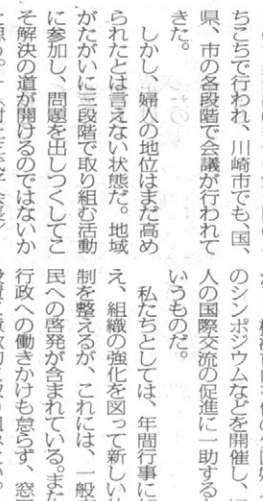 ちこちで行われ、川崎市でも、国、
県、市の各段階で会議が行われて
きた。
しかし、婦人の地位はまだ高め
られたとは言えない状態だ。地域
がたがいに三段階で取り組む活動
に参加し、問題を出しつくしてこ
そ解決の道が開けるのではないか
のシンポジウムなどを開催し、
人の国際交流の促進に一助する
いうものだ。
私たちとしては、年間行事に
え、組織の強化を図って新しい
制を整えるが、これには、一般
民への啓発が含まれている。また
行政への働きかけも怠らず、窓